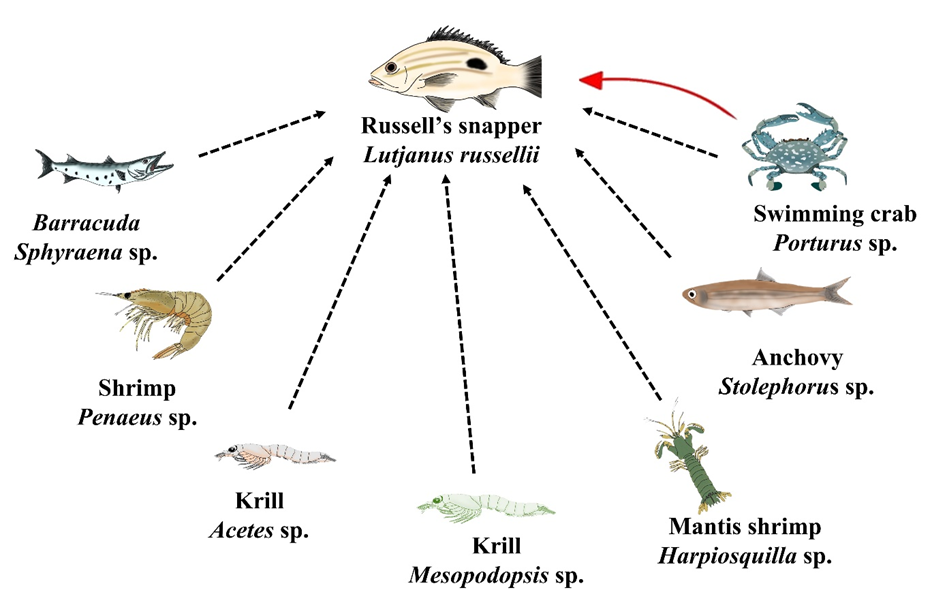 Russell's snapper
Lutjanus russellii
Barracuda
Sphyraena sp.
Swimming crab
Porturus sp.
Shrimp
Penaeus sp.
Anchovy
Stolephorus sp.
Krill
Acetes sp.
Krill
Mesopodopsis sp.
Mantis shrimp
Harpiosquilla sp.